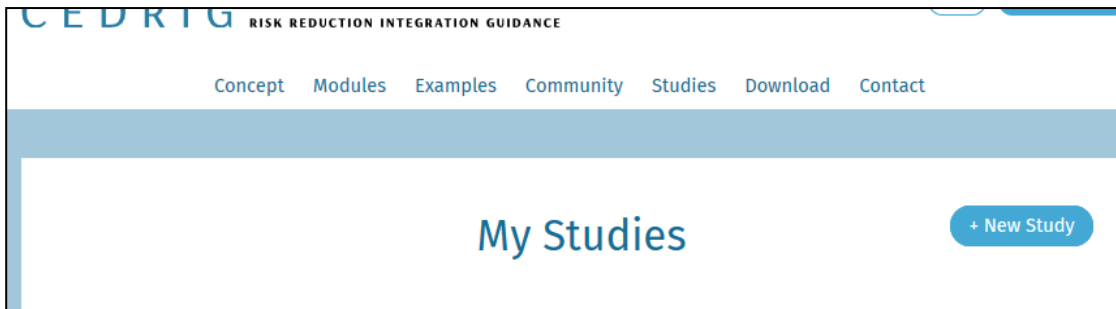 CEDRIG RISK REDUCTION INTEGRATION GUIDANCE
Concept Modules Examples Community Studies Download Contact
My Studies
+ New Study